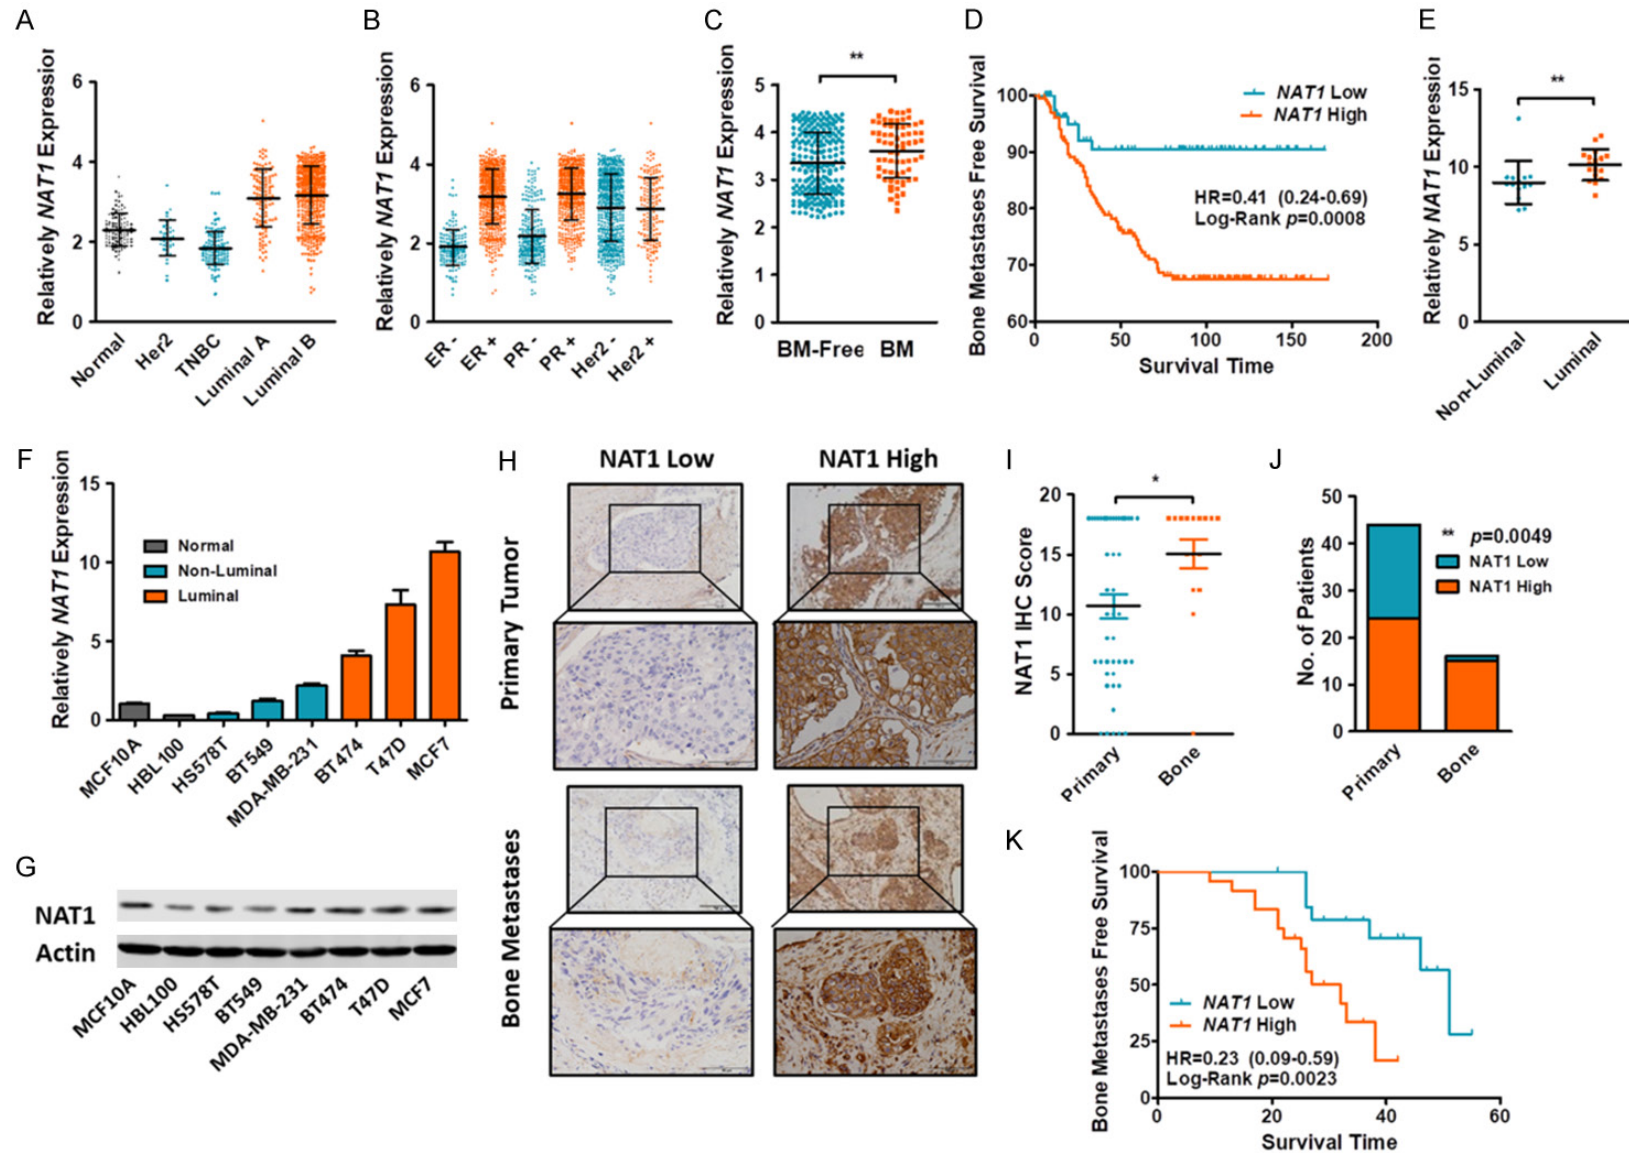 A
Relatively NAT1 Expression
6
4
2
0
Normal
Her2
TNBC
Luminal A
Luminal B
B
Relatively NAT1 Expression
6
4
2
0
ER -
ER +
PR -
PR +
Her2 -
Her2 +
C
Relatively NAT1 Expression
**
5
4
3
2
1
0
BM-Free
BM
D
Bone Metastases Free Survival
100
90
80
70
60
0
50
100
150
200
Survival Time
NAT1 Low
NAT1 High
HR=0.41 (0.24-0.69)
Log-Rank p=0.0008
E
Relatively NAT1 Expression
**
15
10
5
0
Non-Luminal
Luminal
F
Relatively NAT1 Expression
15
10
5
0
Normal
Non-Luminal
Luminal
MCF10A
HBL100
HS578T
BT549
MDA-MB-231
BT474
T47D
MCF7
G
NAT1
Actin
MCF10A
HBL100
HS578T
BT549
MDA-MB-231
BT474
T47D
MCF7
H
NAT1 Low
NAT1 High
Primary Tumor
Bone Metastases
I
NAT1 IHC Score
*
20
15
10
5
0
Primary
Bone
J
No. of Patients
50
40
30
20
10
0
** p=0.0049
NAT1 Low
NAT1 High
Primary
Bone
K
Bone Metastases Free Survival
100
75
50
25
0
0
20
40
60
Survival Time
NAT1 Low
NAT1 High
HR=0.23 (0.09-0.59)
Log-Rank p=0.0023